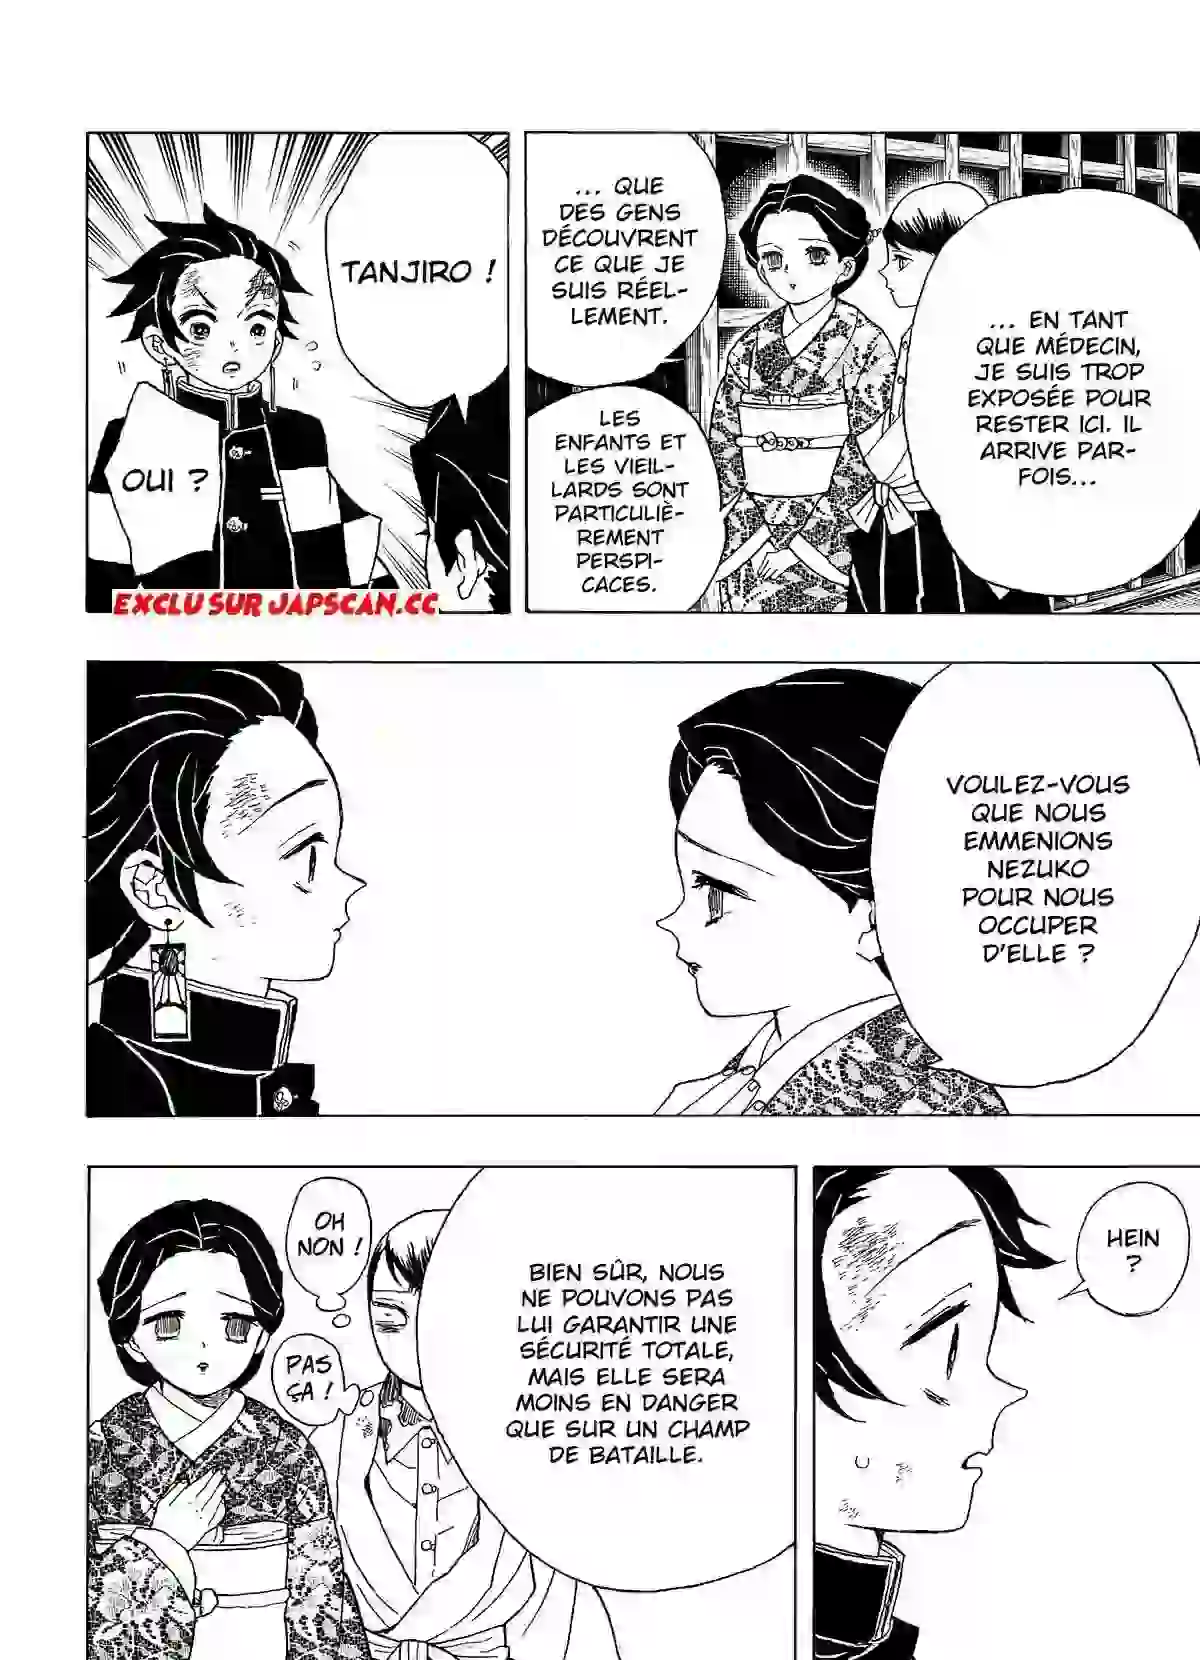 ... EN TANT
QUE MÉDECIN,
JE SUIS TROP
EXPOSÉE POUR
RESTER ICI. IL
ARRIVE PAR-
FOIS...
... QUE
DES GENS
DÉCOUVRENT
CE QUE JE
SUIS RÉEL-
LEMENT.
LES
ENFANTS ET
LES VIEIL-
LARDS SONT
PARTICULIÈ-
REMENT
PERSPI-
CACES.
TANJIRO !
OUI ?
EXCLU SUR JAPSCAN.CC
VOULEZ-VOUS
QUE NOUS
EMMENIONS
NEZUKO
POUR NOUS
OCCUPER
D'ELLE ?
HEIN
?
BIEN SÛR, NOUS
NE POUVONS PAS
LUI GARANTIR UNE
SÉCURITÉ TOTALE,
MAIS ELLE SERA
MOINS EN DANGER
QUE SUR UN CHAMP
DE BATAILLE.
OH
NON !
PAS
ÇA !